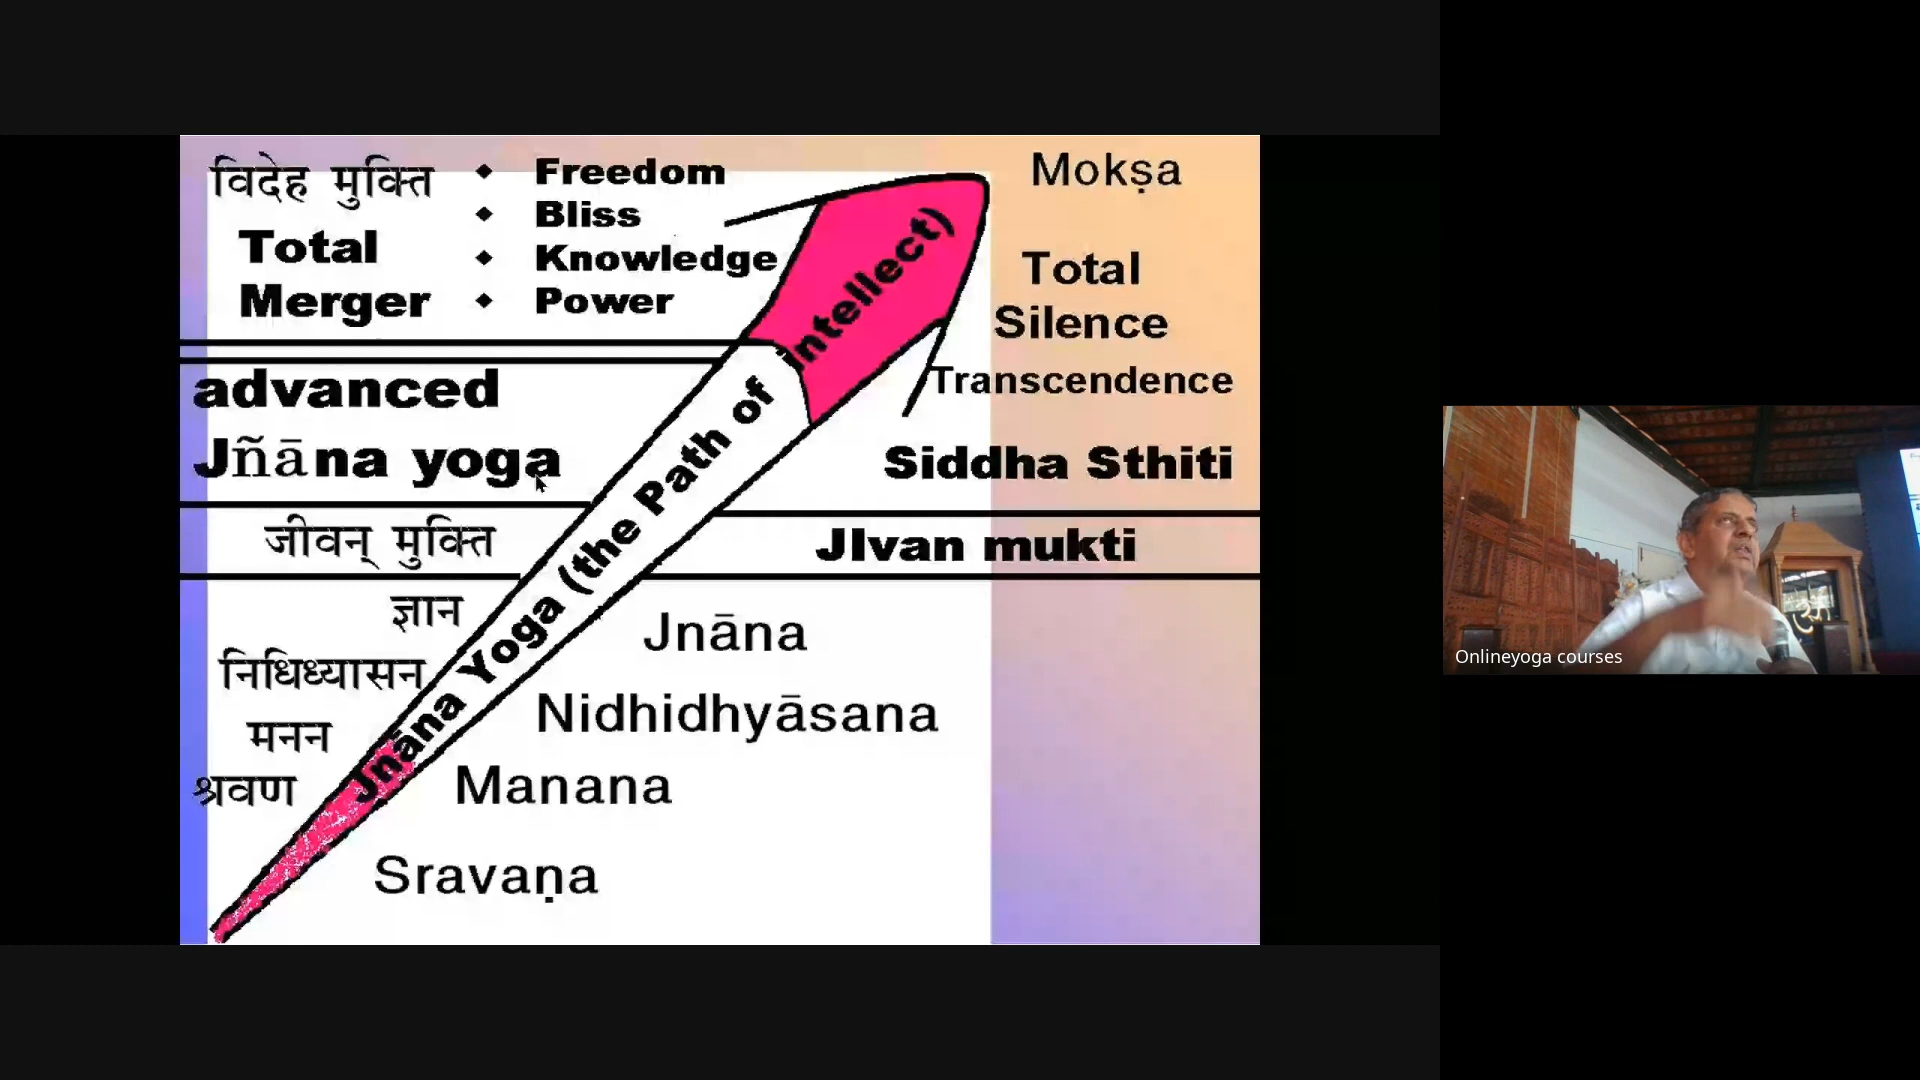 विदेह मुक्ति
Total
Merger
◆ Freedom
◆ Bliss
◆ Knowledge
◆ Power
Mokṣa
Total
Silence
Transcendence
advanced
Jñāna yoga
Siddha Sthiti
जीवन् मुक्ति
JIvan mukti
Jnāna Yoga (the Path of intellect)
ज्ञान
निधिध्यासन
मनन
श्रवण
Jnāna
Nidhidhyāsana
Manana
Sravaṇa
Onlineyoga courses